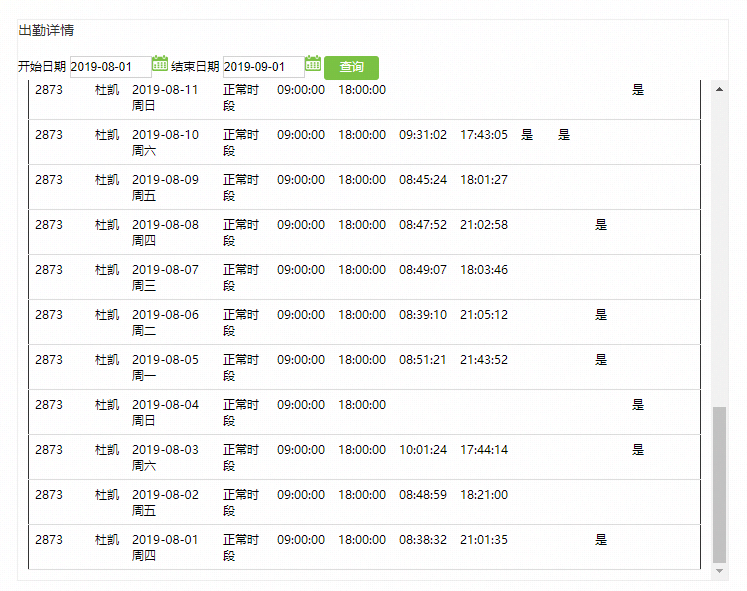 出勤详情
开始日期 2019-08-01 结束日期 2019-09-01 查询
2873 杜凯 2019-08-11 正常时 09:00:00 18:00:00 是
周日 段
2873 杜凯 2019-08-10 正常时 09:00:00 18:00:00 09:31:02 17:43:05 是 是
周六 段
2873 杜凯 2019-08-09 正常时 09:00:00 18:00:00 08:45:24 18:01:27
周五 段
2873 杜凯 2019-08-08 正常时 09:00:00 18:00:00 08:47:52 21:02:58 是
周四 段
2873 杜凯 2019-08-07 正常时 09:00:00 18:00:00 08:49:07 18:03:46
周三 段
2873 杜凯 2019-08-06 正常时 09:00:00 18:00:00 08:39:10 21:05:12 是
周二 段
2873 杜凯 2019-08-05 正常时 09:00:00 18:00:00 08:51:21 21:43:52 是
周一 段
2873 杜凯 2019-08-04 正常时 09:00:00 18:00:00 是
周日 段
2873 杜凯 2019-08-03 正常时 09:00:00 18:00:00 10:01:24 17:44:14 是
周六 段
2873 杜凯 2019-08-02 正常时 09:00:00 18:00:00 08:48:59 18:21:00
周五 段
2873 杜凯 2019-08-01 正常时 09:00:00 18:00:00 08:38:32 21:01:35 是
周四 段